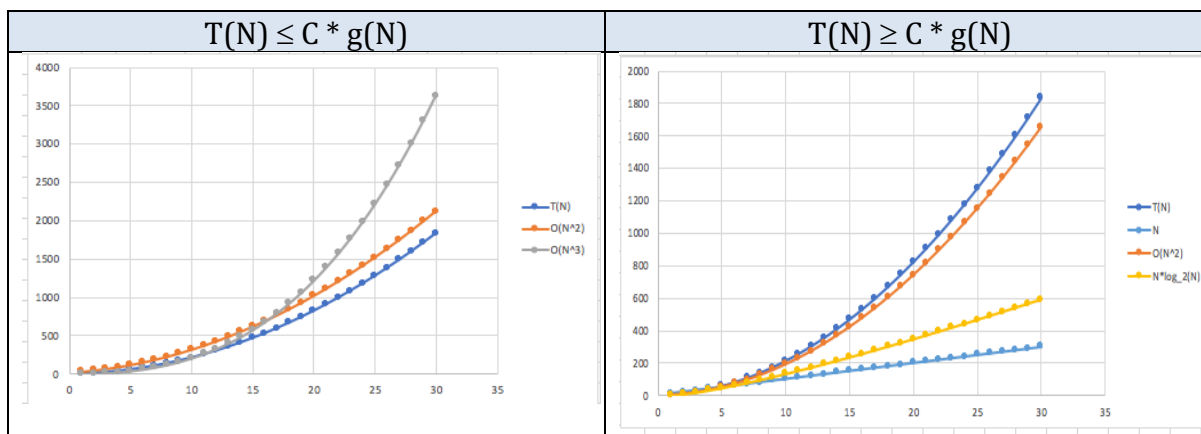 T(N) ≤ C * g(N)
T(N) ≥ C * g(N)
4000
3500
3000
2500
2000
1500
1000
500
0
0 5 10 15 20 25 30 35
T(N)
O(N^2)
O(N^3)
2000
1800
1600
1400
1200
1000
800
600
400
200
0
0 5 10 15 20 25 30 35
T(N)
N
O(N^2)
N*log_2(N)